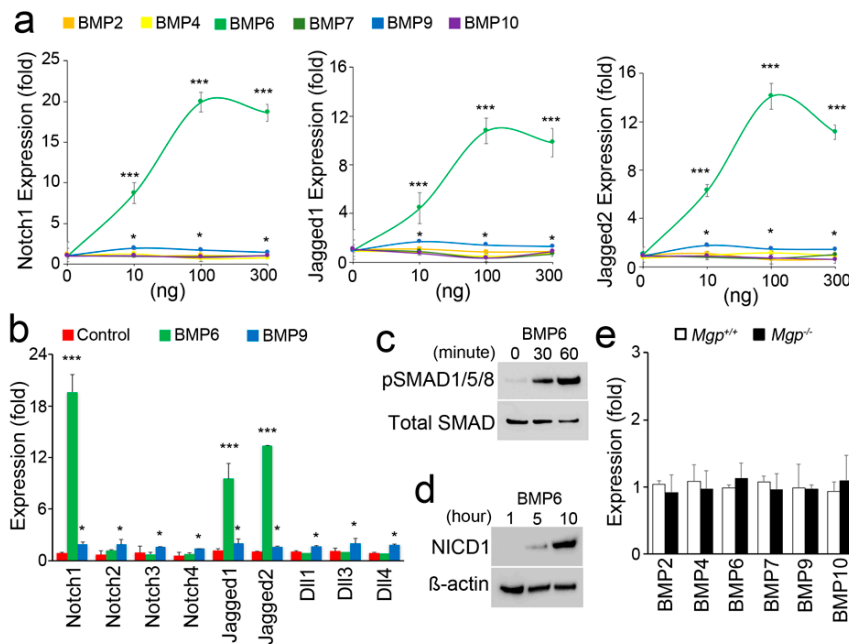 a
BMP2 BMP4 BMP6 BMP7 BMP9 BMP10
Notch1 Expression (fold)
25
20
15
10
5
0
0 10 100 300
(ng)
***
***
***
* * *
Jagged1 Expression (fold)
16
12
8
4
0
0 10 100 300
(ng)
***
***
***
* * *
Jagged2 Expression (fold)
16
12
8
4
0
0 10 100 300
(ng)
***
***
***
* * *
b
Control BMP6 BMP9
Expression (fold)
24
18
12
6
0
***
***
***
* * * * * * * * *
Notch1
Notch2
Notch3
Notch4
Jagged1
Jagged2
Dll1
Dll3
Dll4
c
BMP6
(minute) 0 30 60
pSMAD1/5/8
Total SMAD
d
BMP6
(hour) 1 5 10
NICD1
ß-actin
e
Mgp+/+ Mgp-/-
Expression (fold)
3
2
1
0
BMP2
BMP4
BMP6
BMP7
BMP9
BMP10